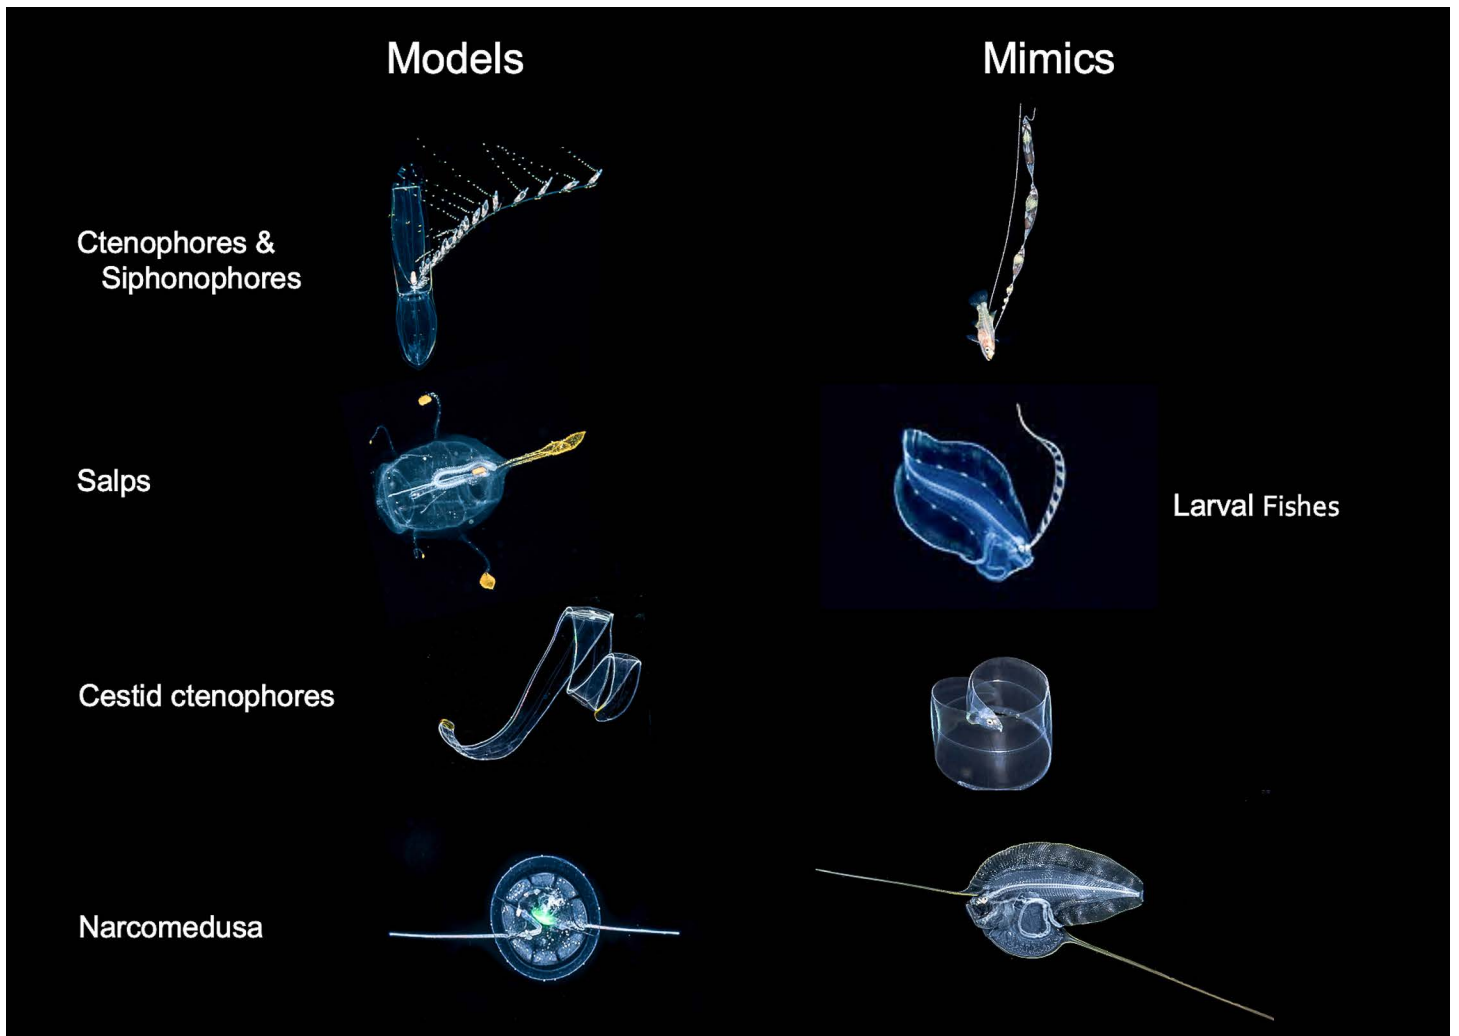 Models
Mimics
Ctenophores &
Siphonophores
Salps
Larval Fishes
Cestid ctenophores
Narcomedusa